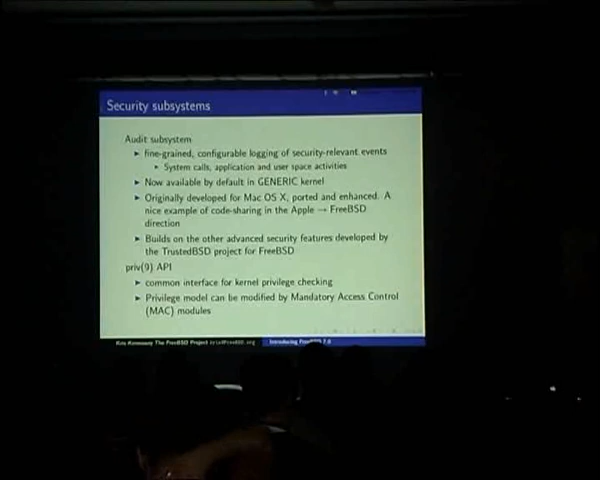 Security subsystems
Audit subsystem
fine-grained, configurable logging of security-relevant events
System calls, application and user space activities
Now available by default in GENERIC kernel
Originally developed for Mac OS X, ported and enhanced. A
nice example of code-sharing in the Apple → FreeBSD
direction
Builds on the other advanced security features developed by
the TrustedBSD project for FreeBSD
priv(9) API
common interface for kernel privilege checking
Privilege model can be modified by Mandatory Access Control
(MAC) modules
The FreeBSD Project
Introducing FreeBSD 7.0